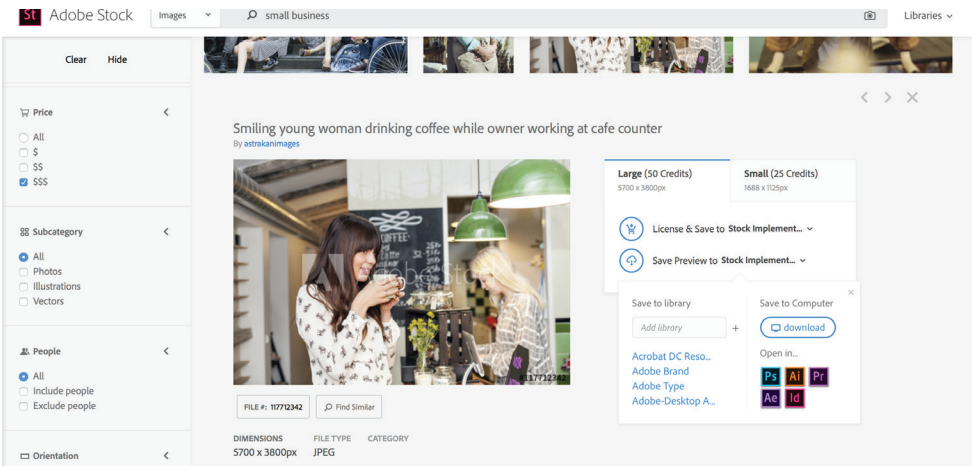 St Adobe Stock Images small business Libraries
Clear Hide
Price
All
$
$$
$$$
Subcategory
All
Photos
Illustrations
Vectors
People
All
Include people
Exclude people
Orientation
Smiling young woman drinking coffee while owner working at cafe counter
By astrakanimages
COFFEE
Adobe Stock
#117712342
FILE #: 117712342 Find Similar
DIMENSIONS FILE TYPE CATEGORY
5700 x 3800px JPEG
Large (50 Credits) Small (25 Credits)
5700 x 3800px 1688 x 1125px
License & Save to Stock Implement...
Save Preview to Stock Implement...
Save to library Save to Computer
Add library + download
Acrobat DC Reso... Open in...
Adobe Brand
Adobe Type
Adobe-Desktop A...
Ps Ai Pr
Ae Id